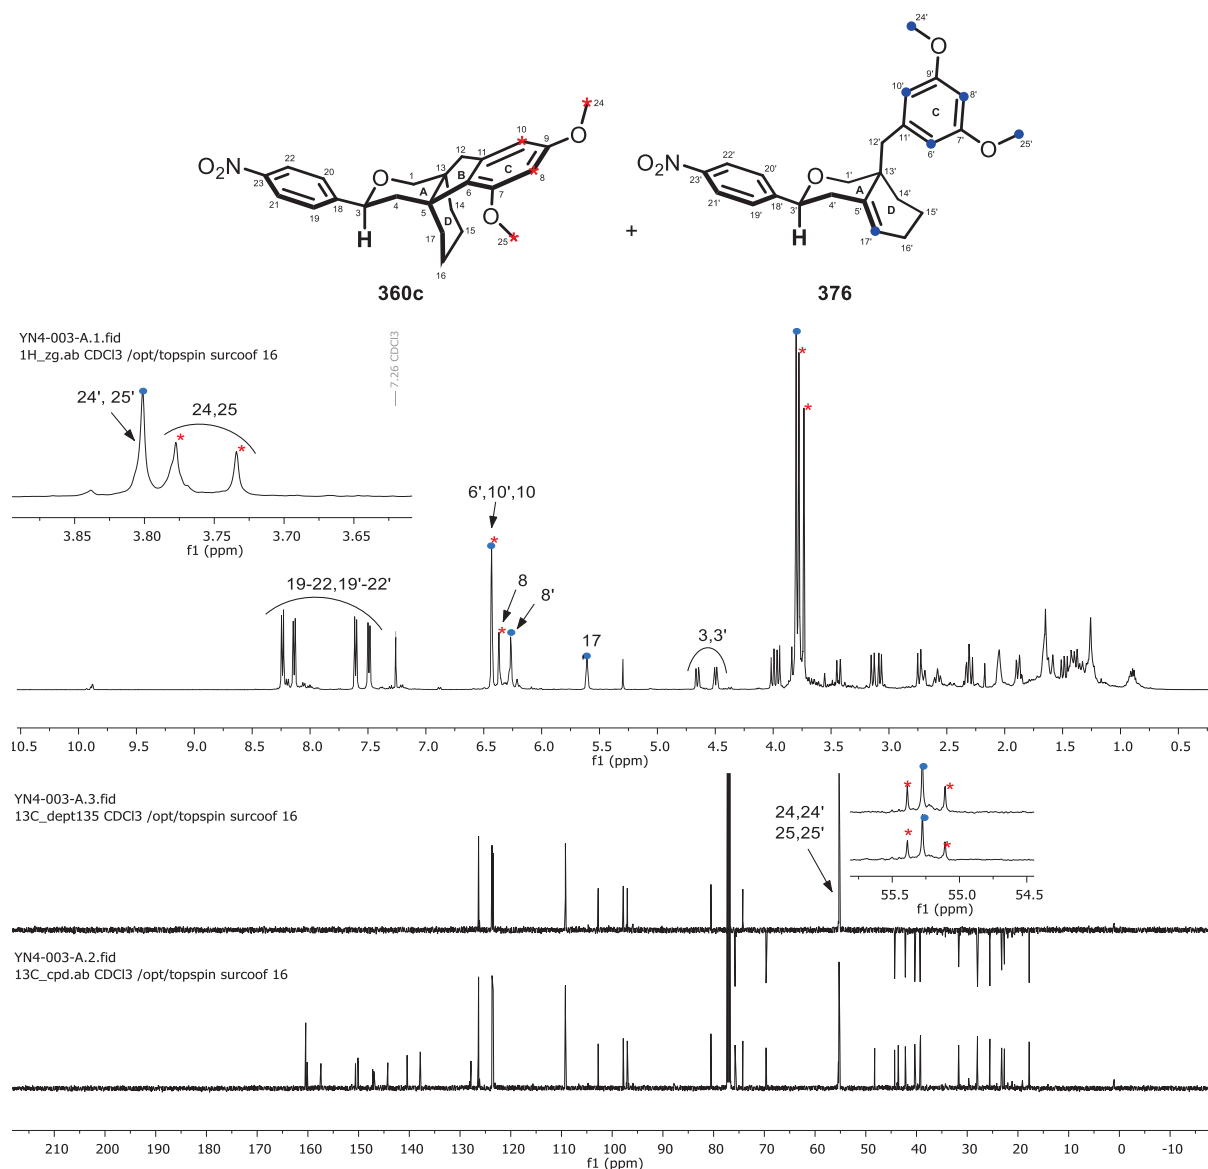 24'
O
9'
10'
8'
C
7'
11'
O
25'
12'
6'
24
O
10
9
12
11
8
C
13
B
1
6
7
O
A
5
14
O
25
D
15
17
16
4
3
H
O2N
22
20
23
21
19
18
360c
+
O2N
22'
20'
23'
21'
19'
18'
O
1'
13'
A
14'
15'
D
3'
4'
5'
17'
16'
H
376
YN4-003-A.1.fid
1H_zg.ab CDCl3 /opt/topspin surcoof 16
7.26 CDCl3
24', 25'
24,25
3.85 3.80 3.75 3.70 3.65
f1 (ppm)
6',10',10
19-22,19'-22'
8
8'
17
3,3'
10.5 9.5 9.0 8.5 8.0 7.5 7.0 6.5 6.0 5.5 5.0 4.5 4.0 3.5 3.0 2.5 2.0 1.5 1.0 0.5
f1 (ppm)
YN4-003-A.3.fid
13C_dept135 CDCl3 /opt/topspin surcoof 16
24,24'
25,25'
55.5 55.0 54.5
f1 (ppm)
YN4-003-A.2.fid
13C_cpd.ab CDCl3 /opt/topspin surcoof 16
210 200 190 180 170 160 150 140 130 120 110 100 90 80 70 60 50 40 30 20 10 0 -10
f1 (ppm)